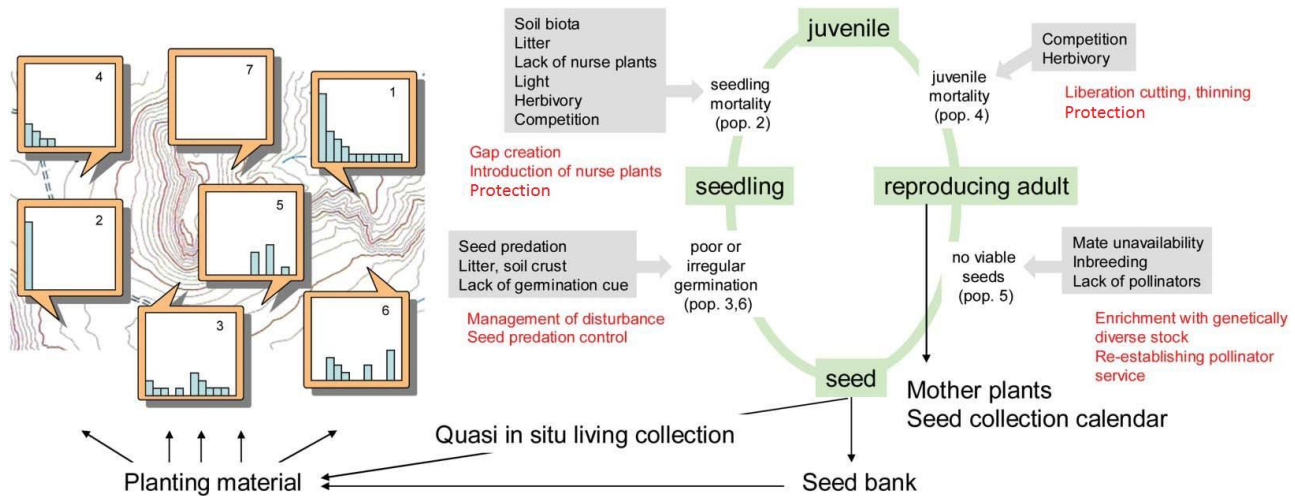 4
7
1
2
5
3
6
Soil biota
Litter
Lack of nurse plants
Light
Herbivory
Competition
seedling
mortality
(pop. 2)
Gap creation
Introduction of nurse plants
Protection
juvenile
juvenile
mortality
(pop. 4)
Competition
Herbivory
Liberation cutting, thinning
Protection
seedling
reproducing adult
Seed predation
Litter, soil crust
Lack of germination cue
poor or
irregular
germination
(pop. 3,6)
Management of disturbance
Seed predation control
no viable
seeds
(pop. 5)
Mate unavailability
Inbreeding
Lack of pollinators
Enrichment with genetically
diverse stock
Re-establishing pollinator
service
seed
Mother plants
Seed collection calendar
Quasi in situ living collection
Planting material
Seed bank